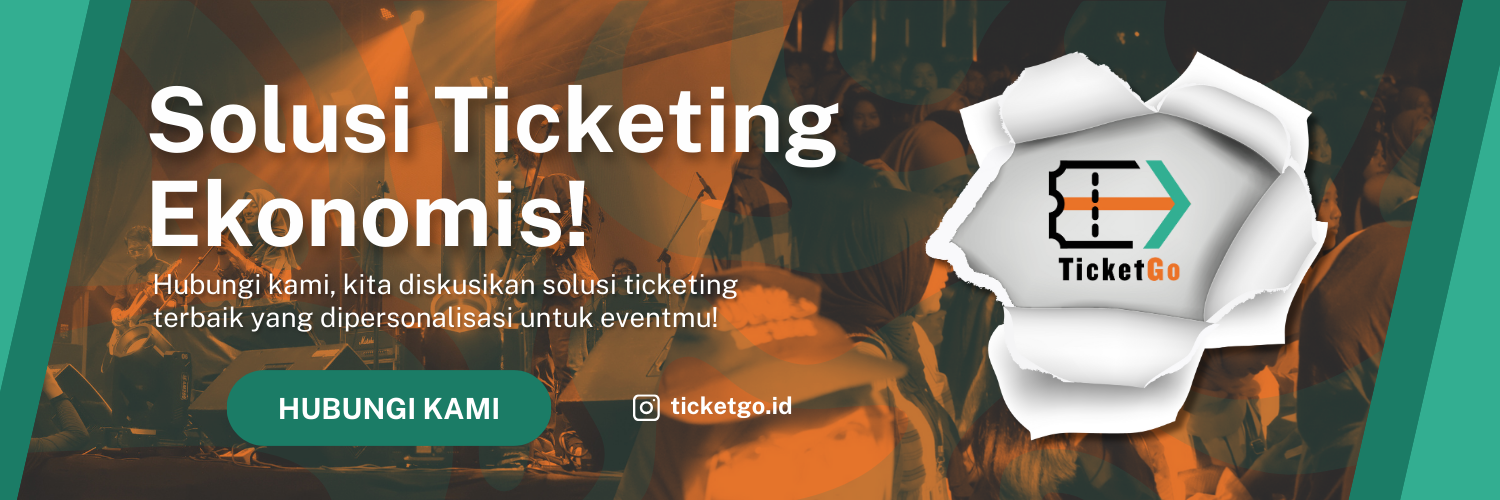 Solusi Ticketing
Ekonomis!
Hubungi kami, kita diskusikan solusi ticketing
terbaik yang dipersonalisasi untuk eventmu!
HUBUNGI KAMI
ticketgo.id
TicketGo